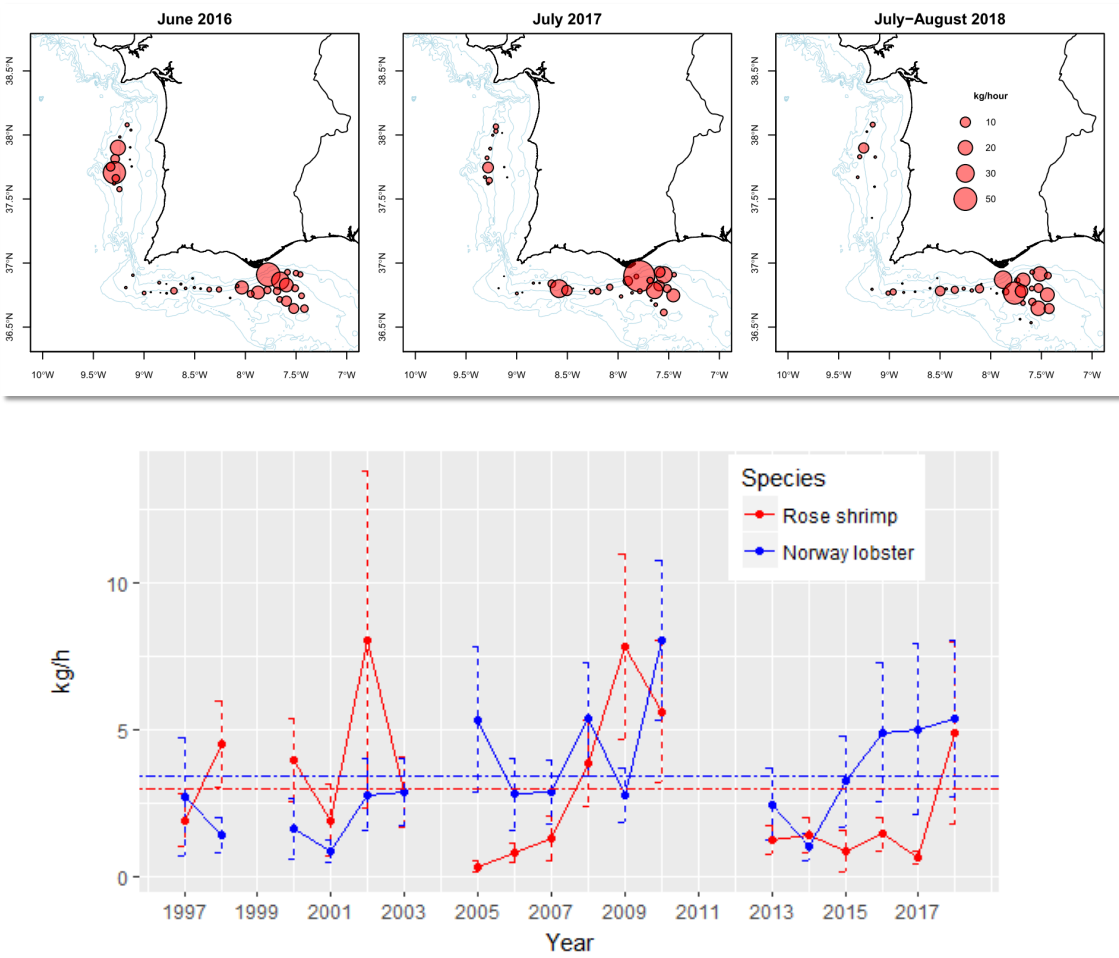 June 2016
July 2017
July−August 2018
38.5°N
38°N
37.5°N
37°N
36.5°N
10°W 9.5°W 9°W 8.5°W 8°W 7.5°W 7°W
38.5°N
38°N
37.5°N
37°N
36.5°N
10°W 9.5°W 9°W 8.5°W 8°W 7.5°W 7°W
38.5°N
38°N
37.5°N
37°N
36.5°N
kg/hour
10
20
30
50
10°W 9.5°W 9°W 8.5°W 8°W 7.5°W 7°W
Species
Rose shrimp
Norway lobster
kg/h
10
5
0
1997 1999 2001 2003 2005 2007 2009 2011 2013 2015 2017
Year